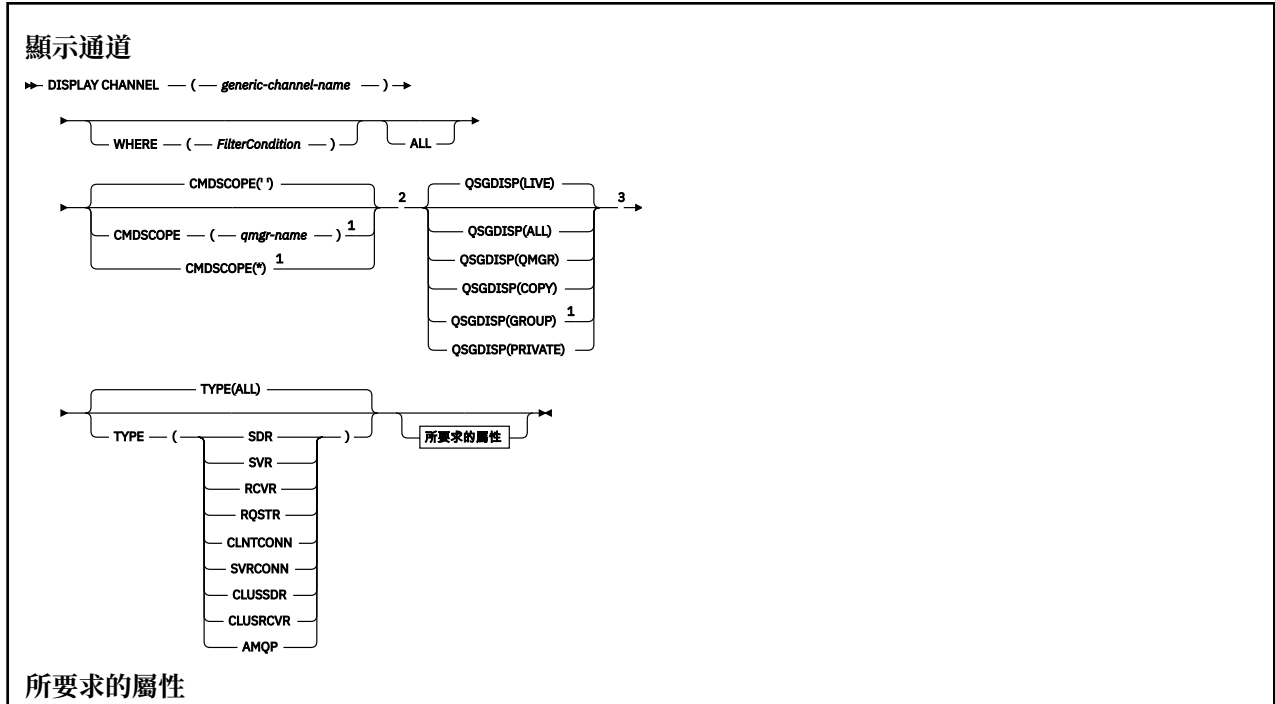 顯示通道
DISPLAY CHANNEL ( generic-channel-name )
WHERE ( FilterCondition ) ALL
CMDSCOPE(' ') 2 QSGDISP(LIVE) 3
CMDSCOPE ( qmgr-name ) 1 QSGDISP(ALL)
CMDSCOPE(*) 1 QSGDISP(QMGR)
QSGDISP(COPY)
QSGDISP(GROUP) 1
QSGDISP(PRIVATE)
TYPE(ALL)
TYPE ( SDR ) 所要求的屬性
SVR
RCVR
RQSTR
CLNTCONN
SVRCONN
CLUSSDR
CLUSRCVR
AMQP
所要求的屬性